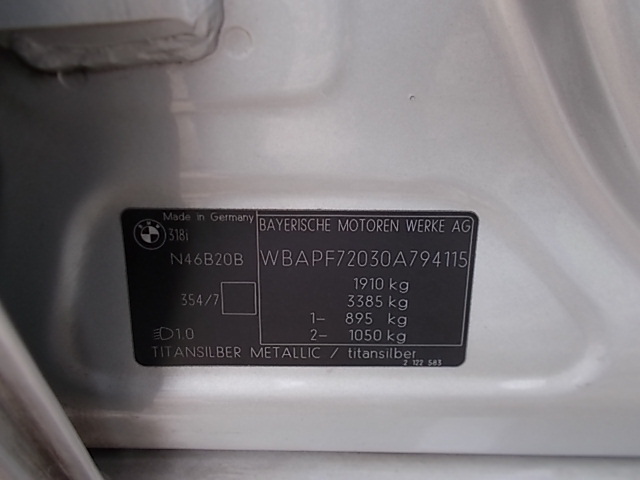 BMW
Made in Germany
318i
N46B20B
354/7
1.0
BAYERISCHE MOTOREN WERKE AG
WBAPF72030A794115
1910 kg
3385 kg
1– 895 kg
2– 1050 kg
TITANSILBER METALLIC / titansilber
2 122 583